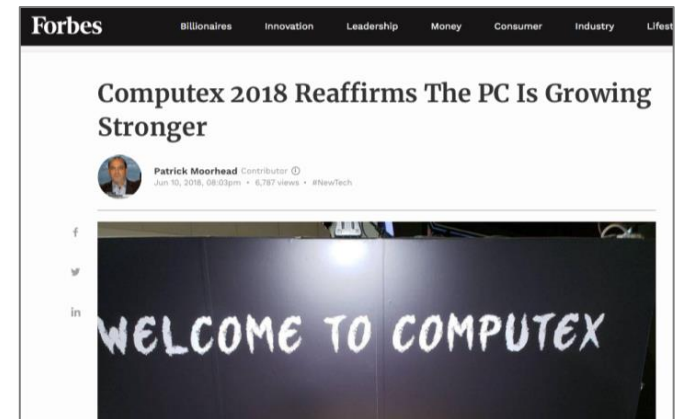 Forbes Billionaires Innovation Leadership Money Consumer Industry Lifest
Computex 2018 Reaffirms The PC Is Growing
Stronger
Patrick Moorhead Contributor
Jun 10, 2018, 08:03pm • 6,787 views • #NewTech
f
in
WELCOME TO COMPUTEX